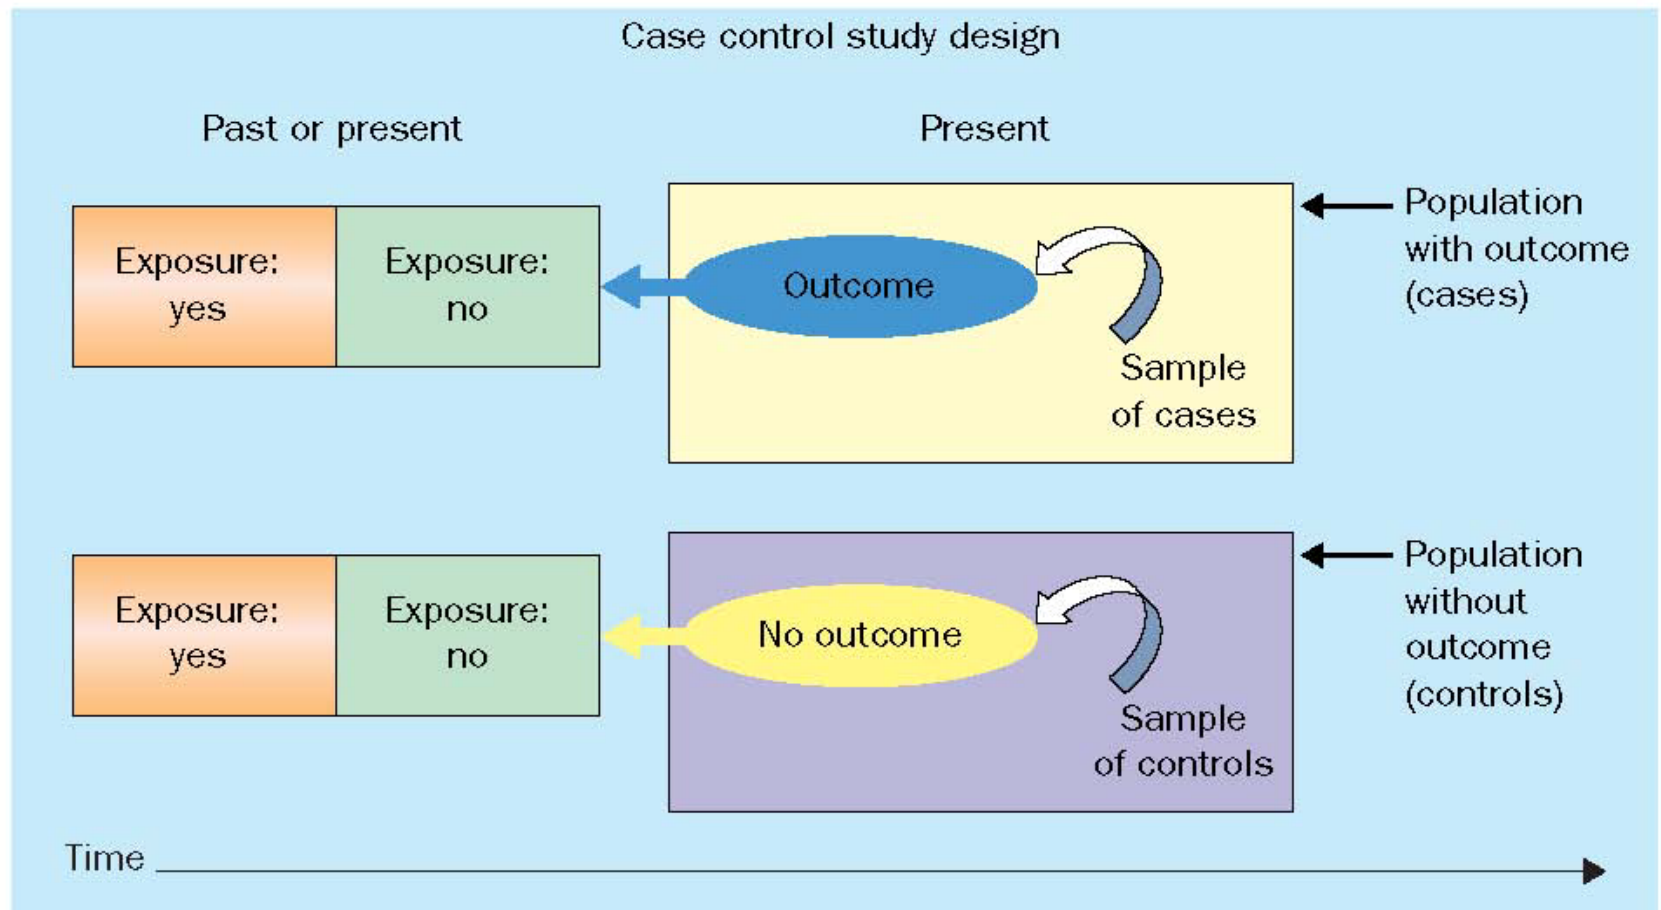 Case control study design
Past or present
Present
Exposure:
yes
Exposure:
no
Outcome
Sample
of cases
Population
with outcome
(cases)
Exposure:
yes
Exposure:
no
No outcome
Sample
of controls
Population
without
outcome
(controls)
Time